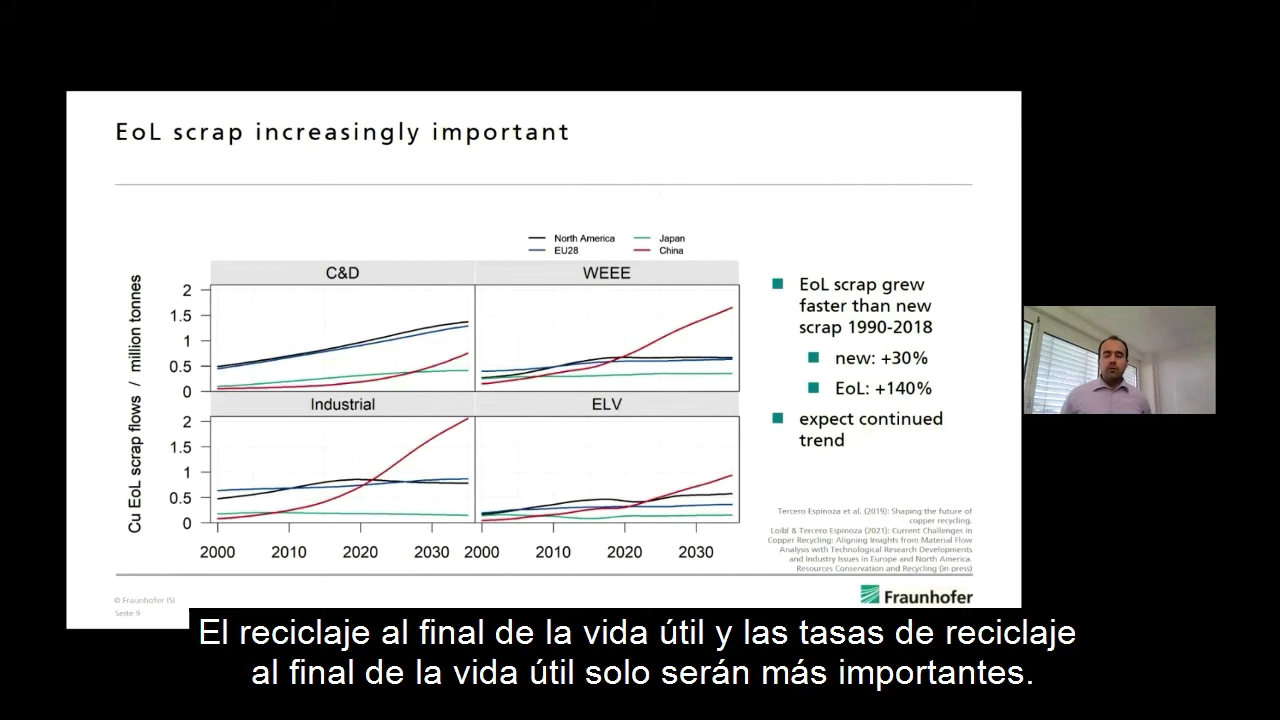 EoL scrap increasingly important
North America
Japan
EU28
China
C&D
WEEE
Cu EoL scrap flows / million tonnes
2
1.5
1
0.5
0
Industrial
ELV
2
1.5
1
0.5
0
2000
2010
2020
2030
2000
2010
2020
2030
EoL scrap grew
faster than new
scrap 1990-2018
new: +30%
EoL: +140%
expect continued
trend
Tercero Espinoza et al. (2019): Shaping the future of
copper recycling.
Loibl & Tercero Espinoza (2021): Current Challenges in
Copper Recycling: Aligning Insights from Material Flow
Analysis with Technological Research Developments
and Industry Issues in Europe and North America.
Resources Conservation and Recycling (in press)
© Fraunhofer ISI
Seite 9
Fraunhofer
El reciclaje al final de la vida útil y las tasas de reciclaje
al final de la vida útil solo serán más importantes.